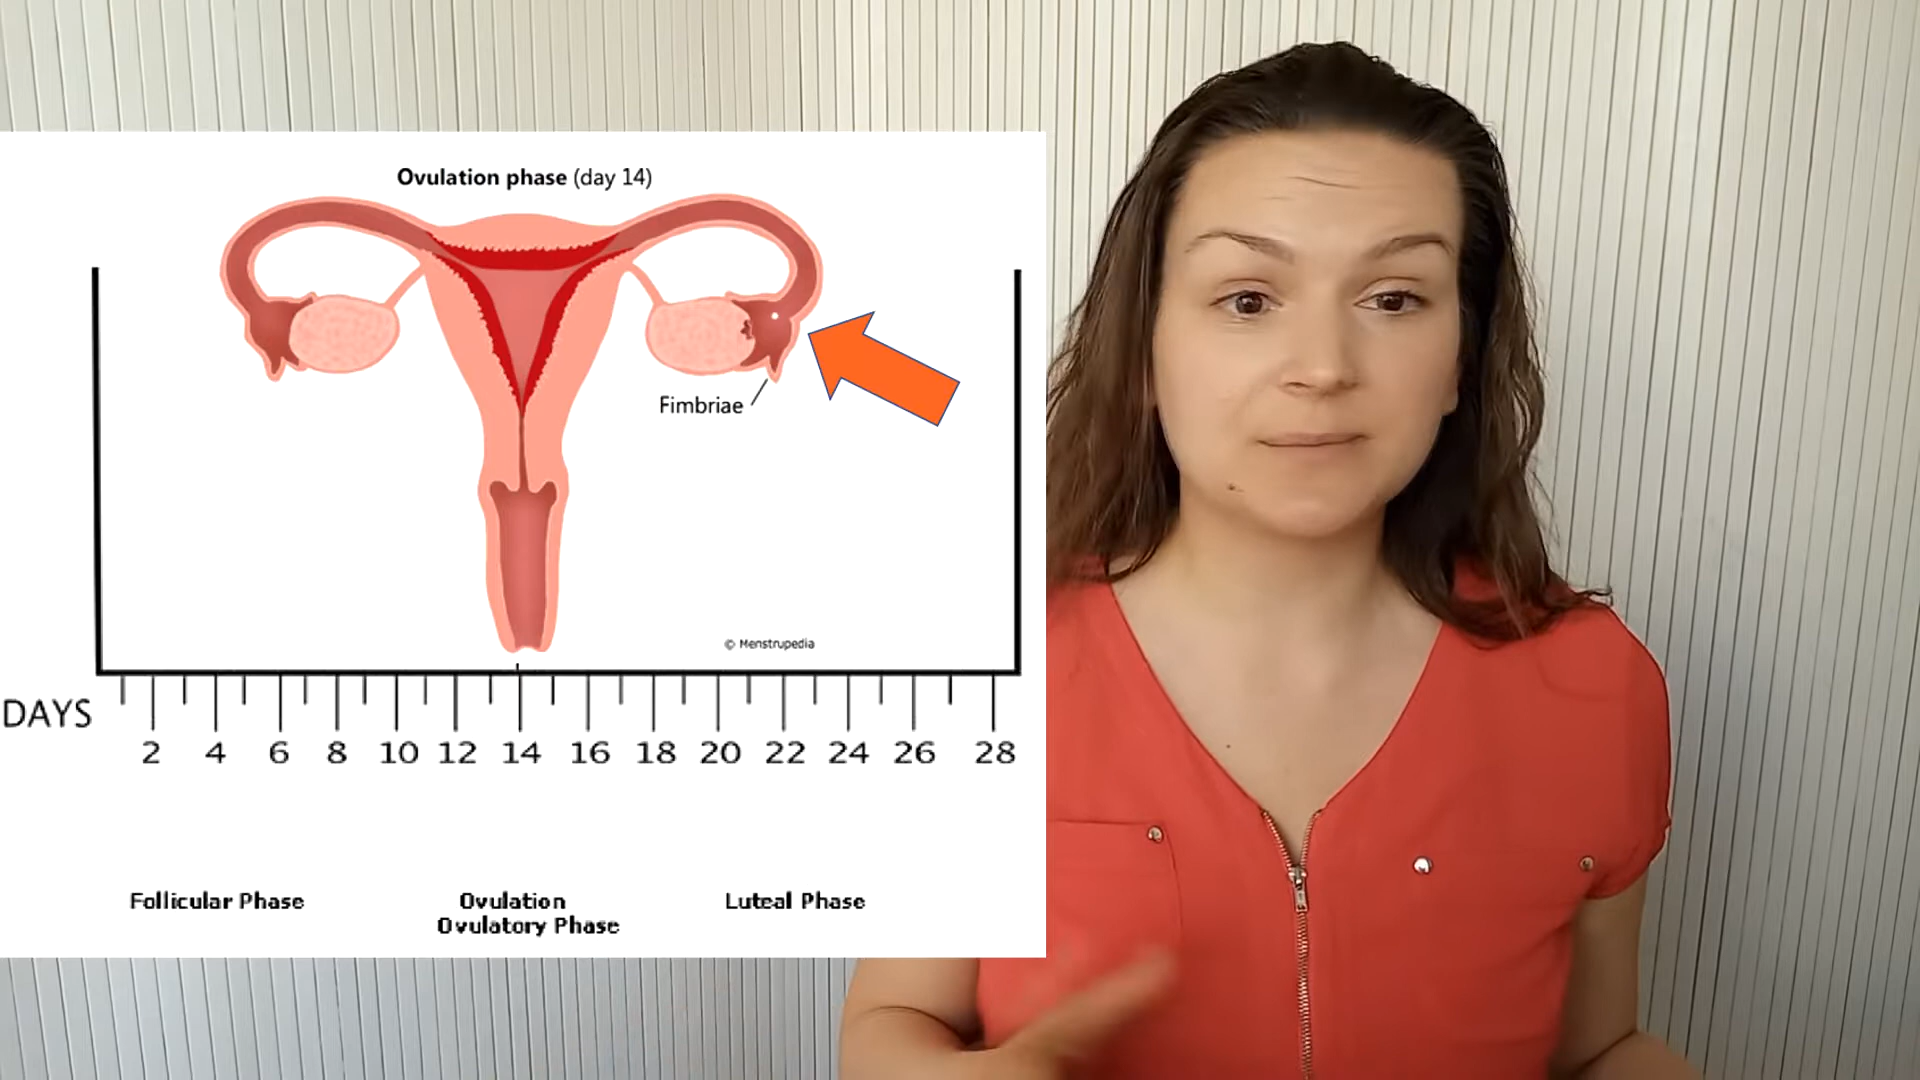 Ovulation phase (day 14)
Fimbriae
© Menstrupedia
DAYS
2 4 6 8 10 12 14 16 18 20 22 24 26 28
Follicular Phase
Ovulation
Ovulatory Phase
Luteal Phase